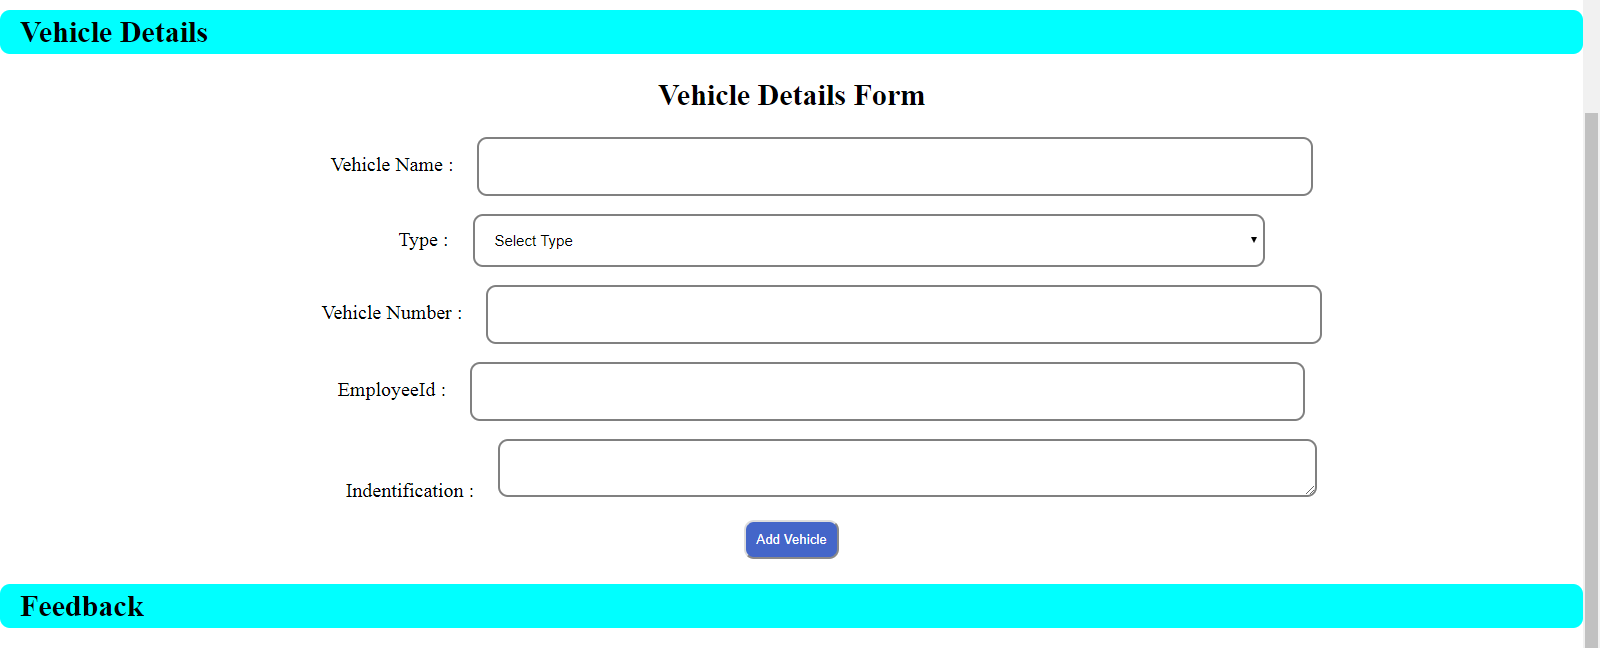 Vehicle Details
Vehicle Details Form
Vehicle Name :
Type : Select Type
Vehicle Number :
EmployeeId :
Indentification :
Add Vehicle
Feedback